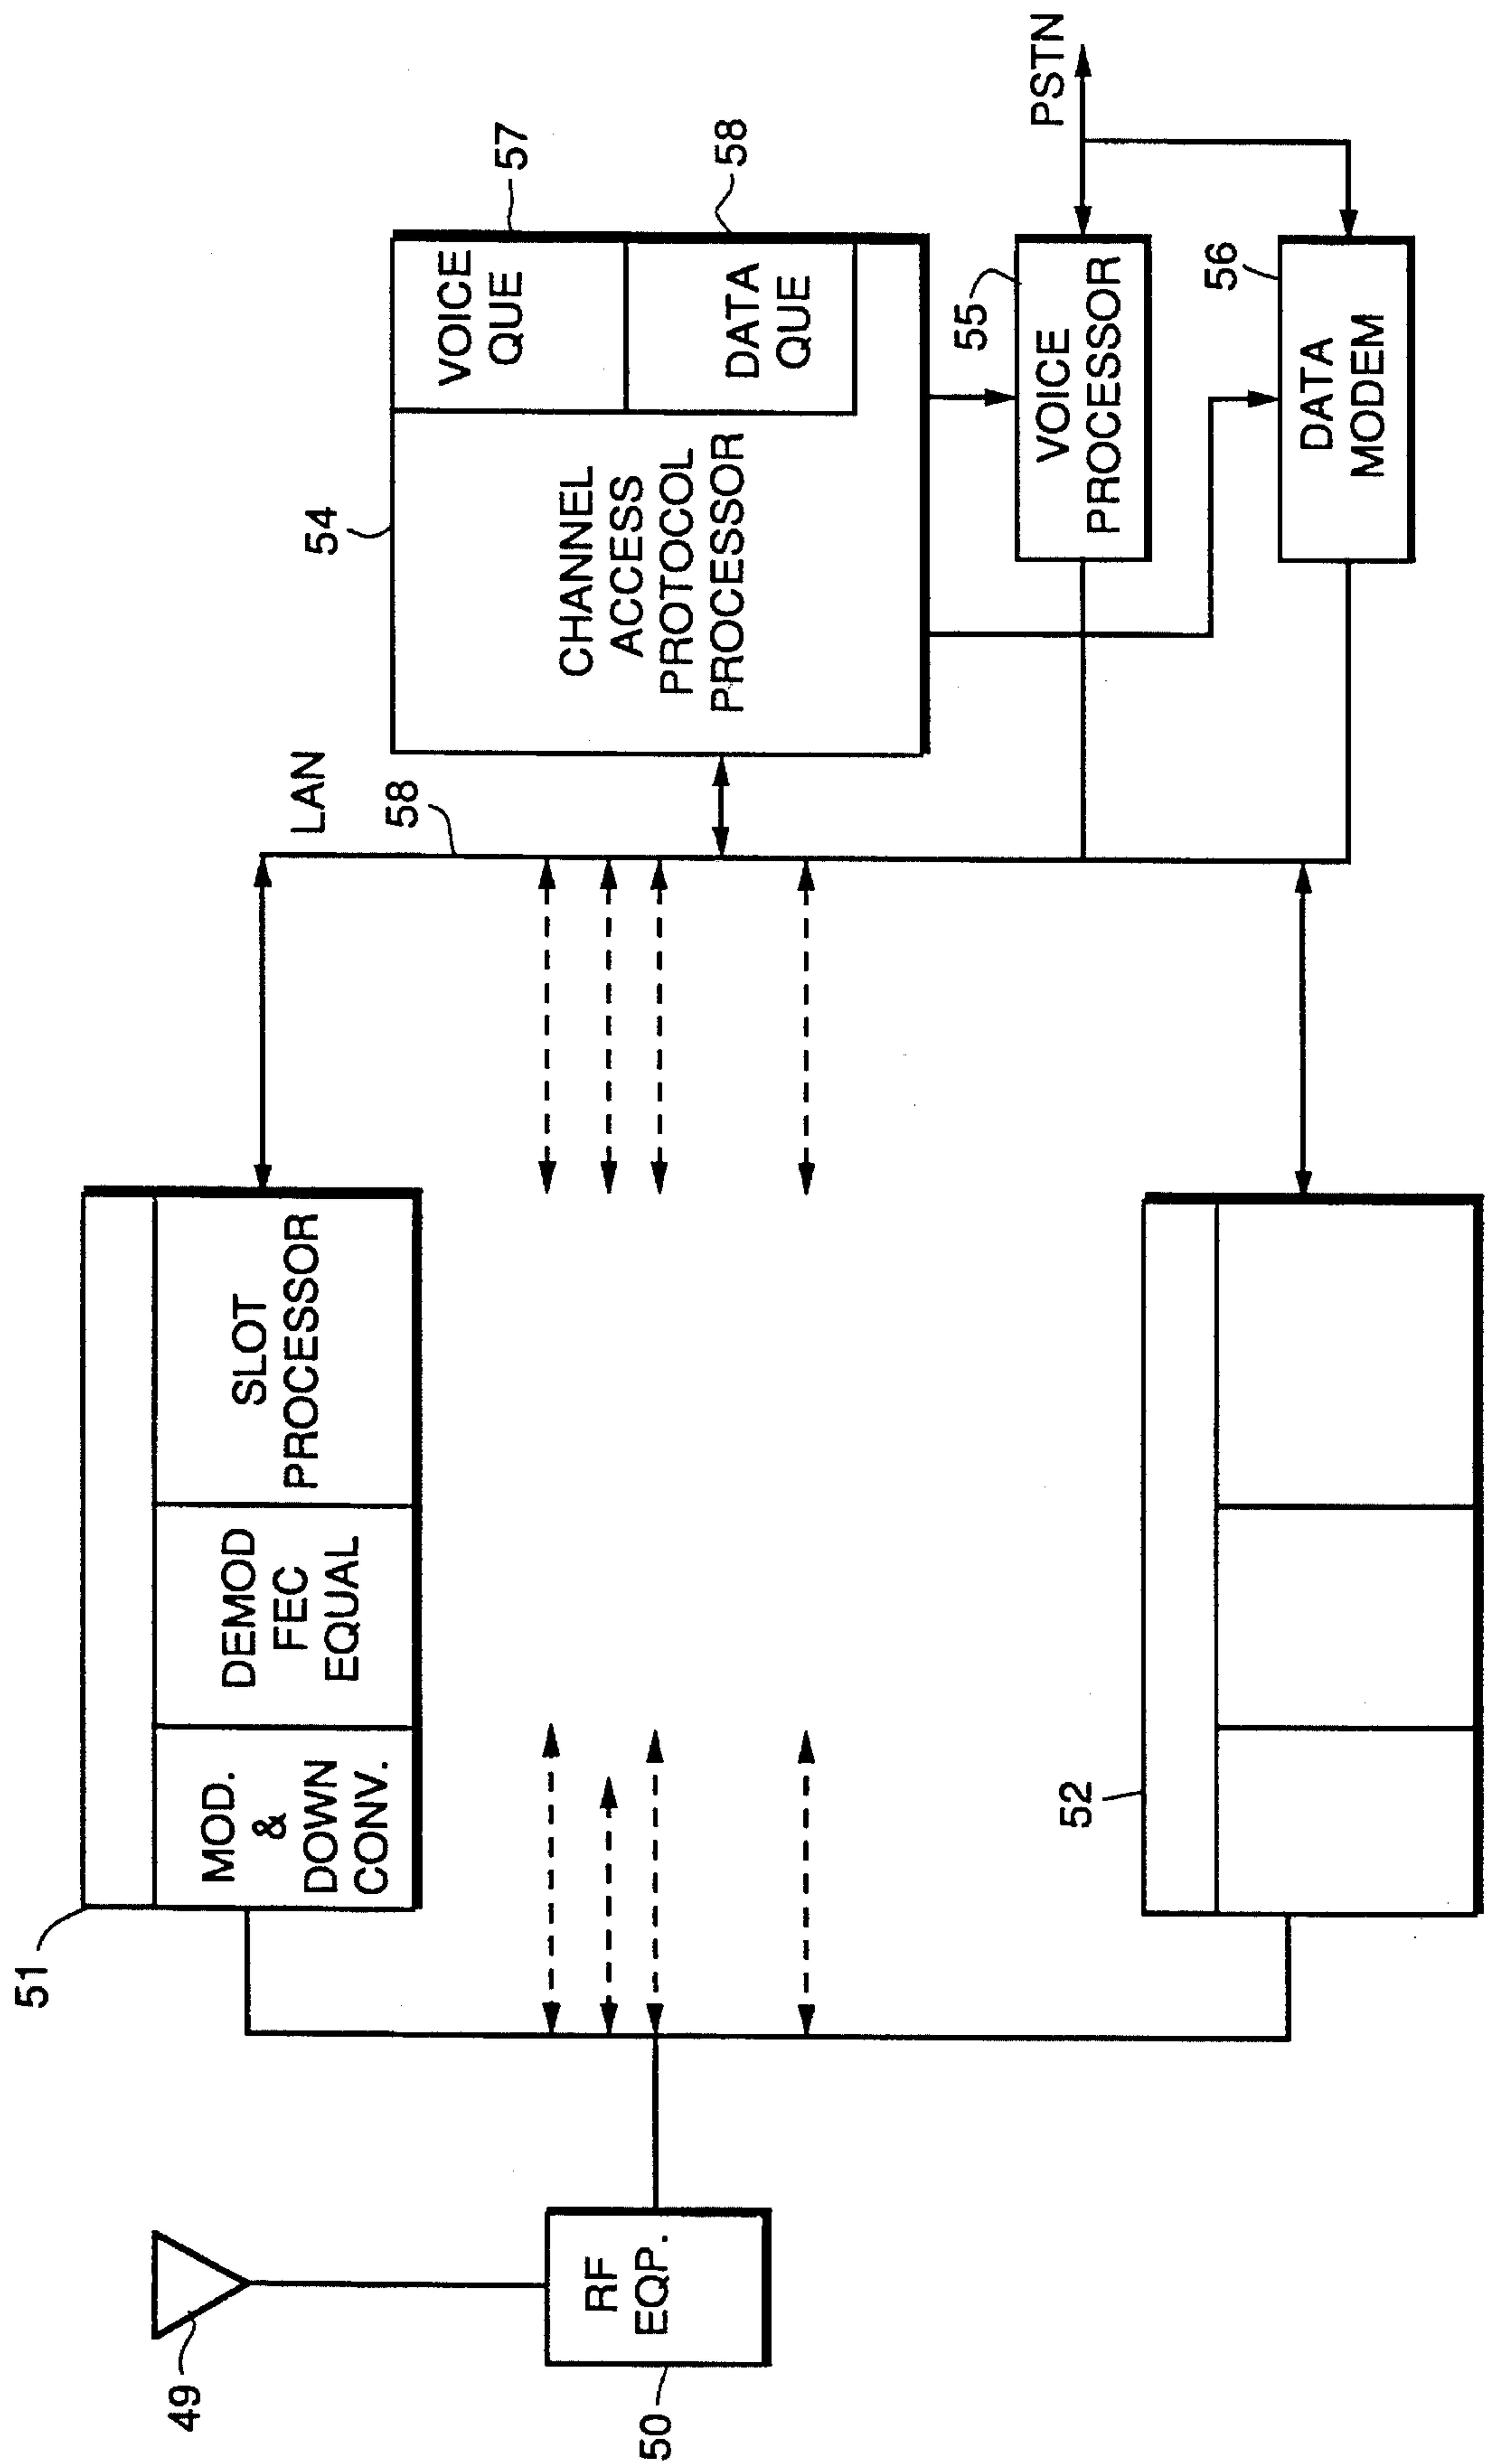 49
50
RF
EQP.
51
MOD.
&
DOWN
CONV.
DEMOD
FEC
EQUAL
SLOT
PROCESSOR
52
LAN
58
54
CHANNEL
ACCESS
PROTOCOL
PROCESSOR
VOICE
QUE
57
DATA
QUE
58
55
VOICE
PROCESSOR
56
DATA
MODEM
PSTN